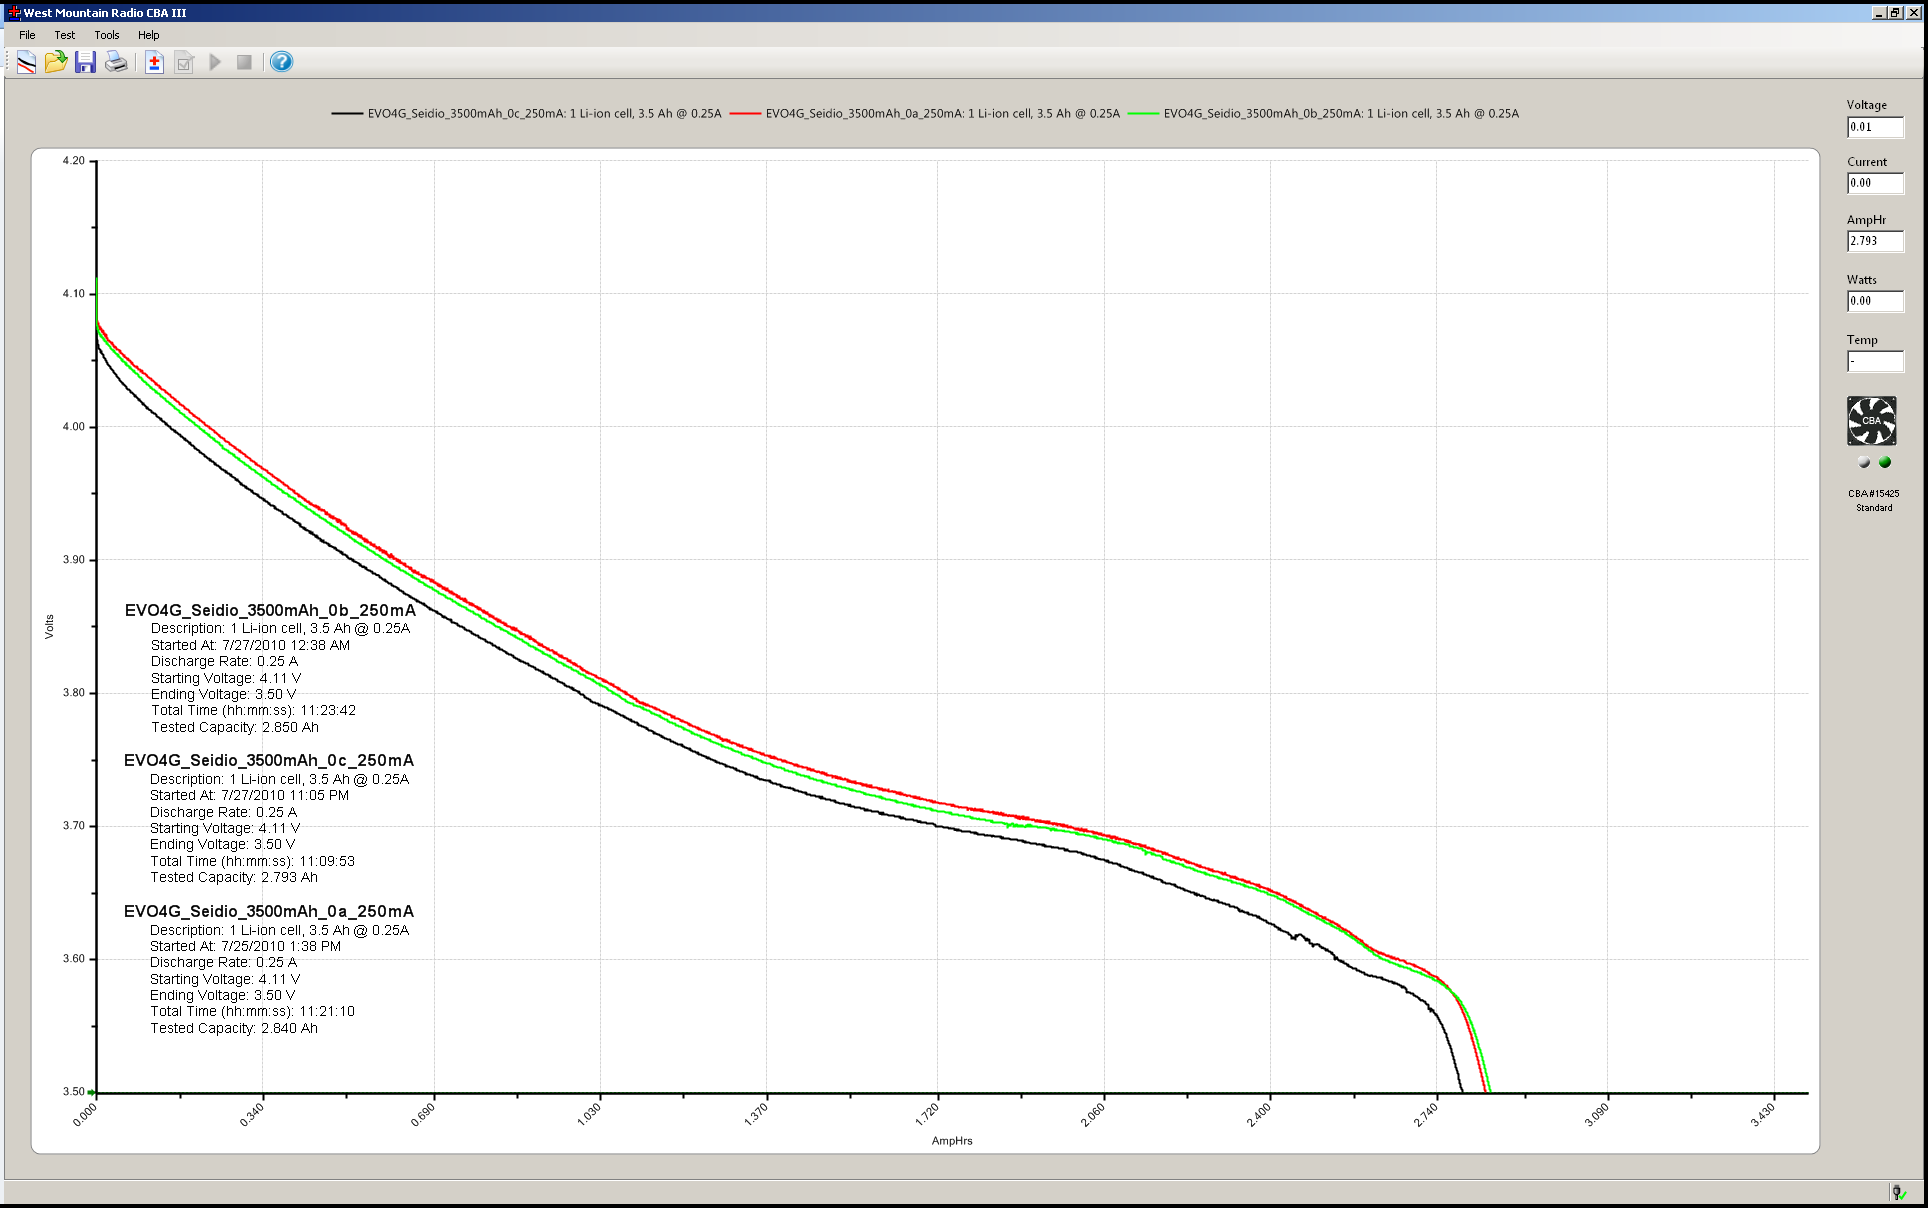 West Mountain Radio CBA III
File Test Tools Help
EVO4G_Seidio_3500mAh_0c_250mA: 1 Li-ion cell, 3.5 Ah @ 0.25A EVO4G_Seidio_3500mAh_0a_250mA: 1 Li-ion cell, 3.5 Ah @ 0.25A EVO4G_Seidio_3500mAh_0b_250mA: 1 Li-ion cell, 3.5 Ah @ 0.25A
4.20
4.10
4.00
3.90
3.80
3.70
3.60
3.50
Volts
EVO4G_Seidio_3500mAh_0b_250mA
Description: 1 Li-ion cell, 3.5 Ah @ 0.25A
Started At: 7/27/2010 12:38 AM
Discharge Rate: 0.25 A
Starting Voltage: 4.11 V
Ending Voltage: 3.50 V
Total Time (hh:mm:ss): 11:23:42
Tested Capacity: 2.850 Ah
EVO4G_Seidio_3500mAh_0c_250mA
Description: 1 Li-ion cell, 3.5 Ah @ 0.25A
Started At: 7/27/2010 11:05 PM
Discharge Rate: 0.25 A
Starting Voltage: 4.11 V
Ending Voltage: 3.50 V
Total Time (hh:mm:ss): 11:09:53
Tested Capacity: 2.793 Ah
EVO4G_Seidio_3500mAh_0a_250mA
Description: 1 Li-ion cell, 3.5 Ah @ 0.25A
Started At: 7/25/2010 1:38 PM
Discharge Rate: 0.25 A
Starting Voltage: 4.11 V
Ending Voltage: 3.50 V
Total Time (hh:mm:ss): 11:21:10
Tested Capacity: 2.840 Ah
0.000 0.340 0.690 1.030 1.370 1.720 2.060 2.400 2.740 3.090 3.430
AmpHrs
Voltage
0.01
Current
0.00
AmpHr
2.793
Watts
0.00
Temp
-
CBA
CBA#15425
Standard